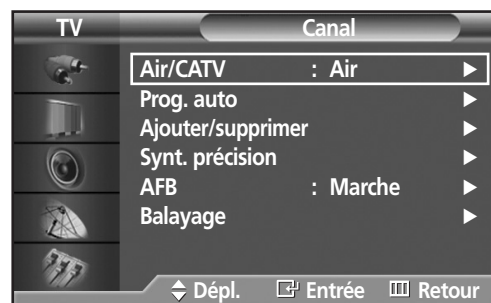 TV Canal
Air/CATV : Air
Prog. auto
Ajouter/supprimer
Synt. précision
AFB : Marche
Balayage
Dépl. Entrée Retour